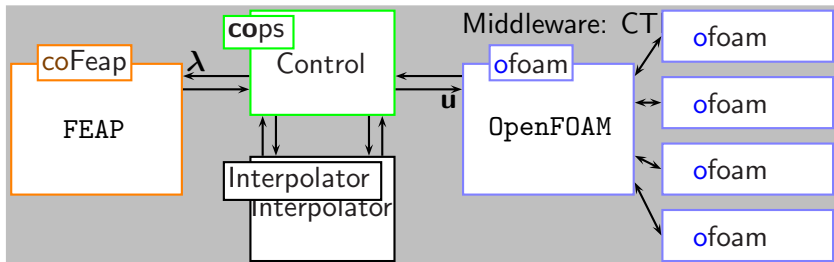 cops
Middleware: CT
coFeap
λ
Control
ofoam
ofoam
FEAP
u
OpenFOAM
ofoam
Interpolator
Interpolator
ofoam
ofoam